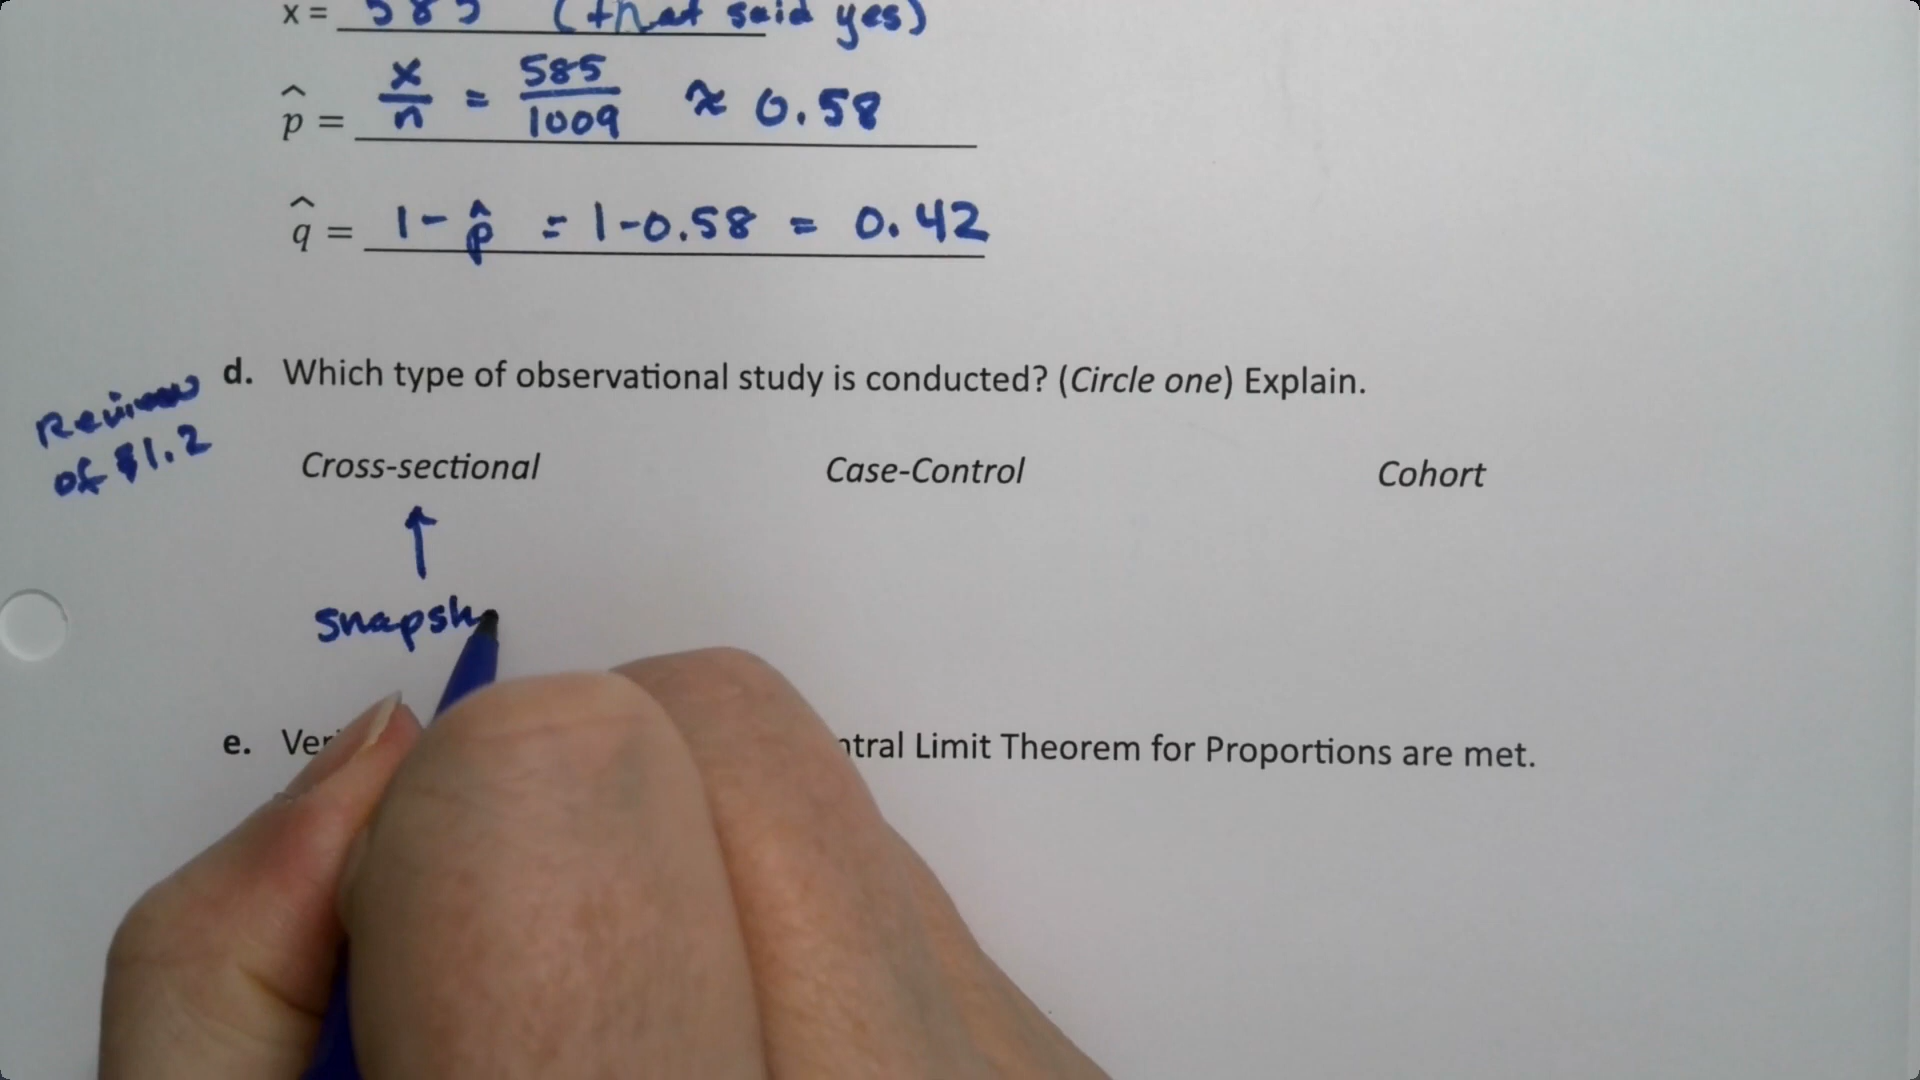 x = 585 (that said yes)
p̂ = x/n = 585/1009 ≈ 0.58
q̂ = 1 - p̂ = 1-0.58 = 0.42
Review
of §1.2
d. Which type of observational study is conducted? (Circle one) Explain.
Cross-sectional Case-Control Cohort
↑
snapsh
e. Ver ntral Limit Theorem for Proportions are met.